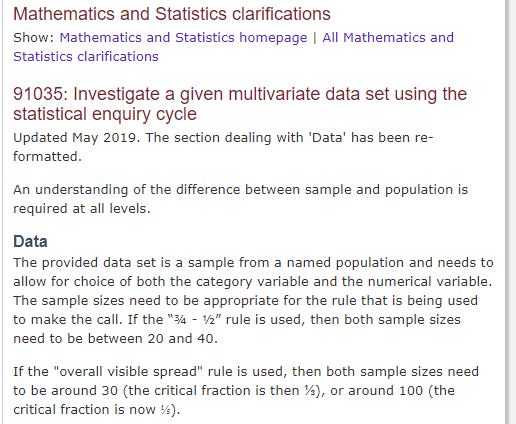 Mathematics and Statistics clarifications
Show: Mathematics and Statistics homepage | All Mathematics and
Statistics clarifications
91035: Investigate a given multivariate data set using the
statistical enquiry cycle
Updated May 2019. The section dealing with 'Data' has been re-
formatted.
An understanding of the difference between sample and population is
required at all levels.
Data
The provided data set is a sample from a named population and needs to
allow for choice of both the category variable and the numerical variable.
The sample sizes need to be appropriate for the rule that is being used
to make the call. If the "¾ - ½" rule is used, then both sample sizes
need to be between 20 and 40.
If the "overall visible spread" rule is used, then both sample sizes need
to be around 30 (the critical fraction is then ⅓), or around 100 (the
critical fraction is now ⅕).